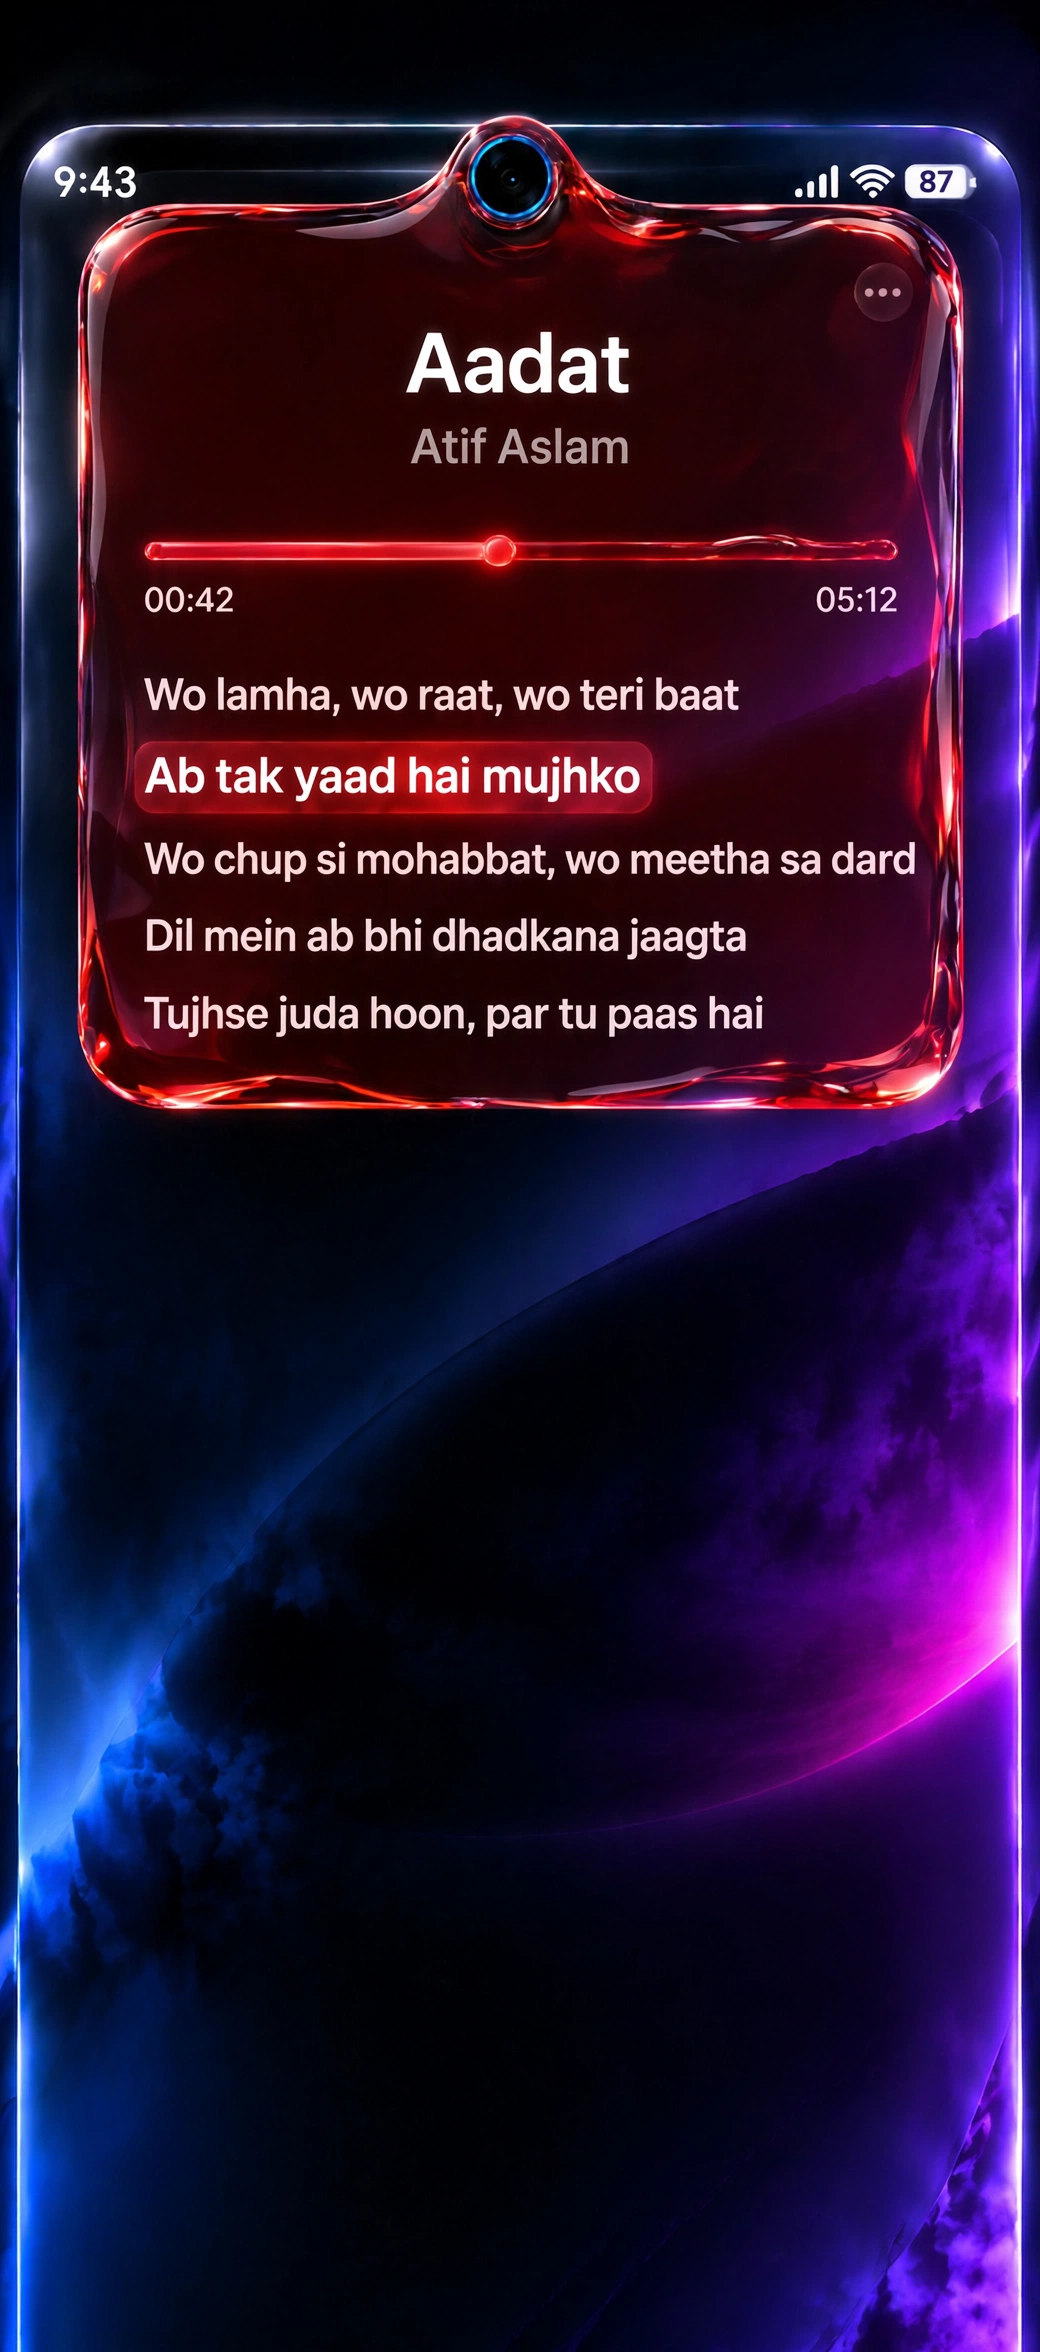 9:43
87
Aadat
Atif Aslam
00:42
05:12
Wo lamha, wo raat, wo teri baat
Ab tak yaad hai mujhko
Wo chup si mohabbat, wo meetha sa dard
Dil mein ab bhi dhadkana jaagta
Tujhse juda hoon, par tu paas hai